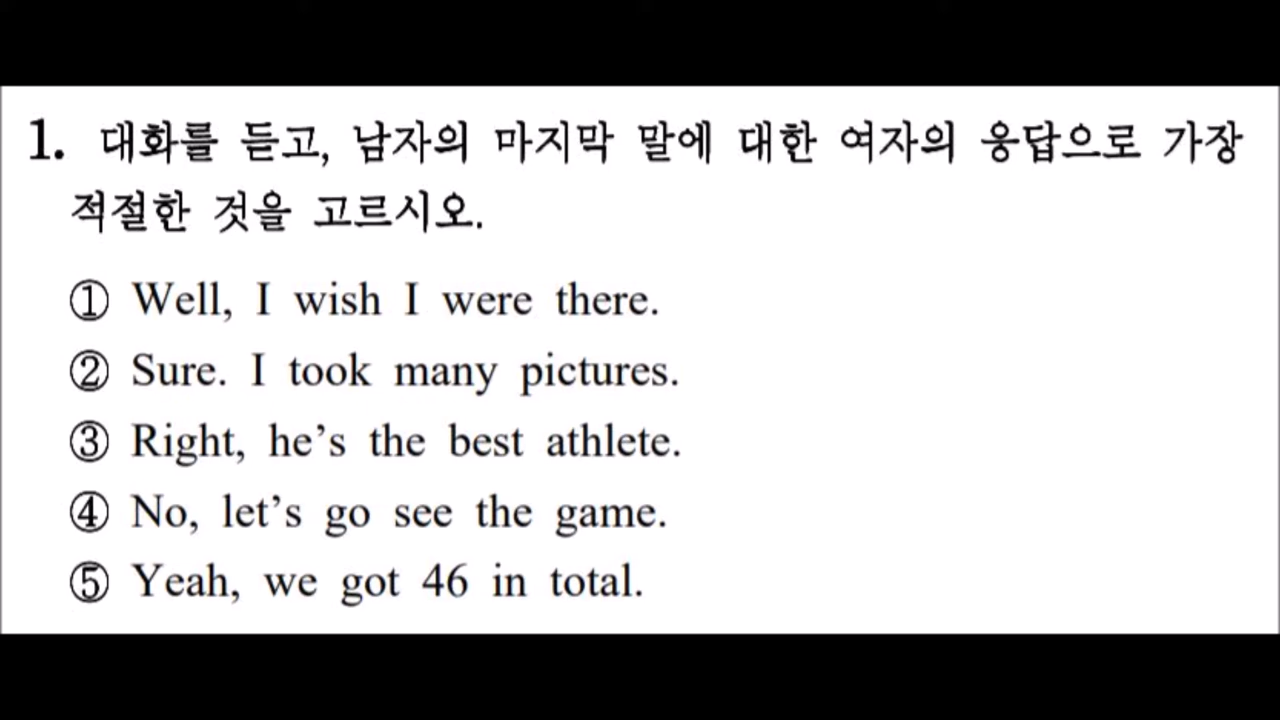 1. 대화를 듣고, 남자의 마지막 말에 대한 여자의 응답으로 가장
적절한 것을 고르시오.
① Well, I wish I were there.
② Sure. I took many pictures.
③ Right, he's the best athlete.
④ No, let's go see the game.
⑤ Yeah, we got 46 in total.